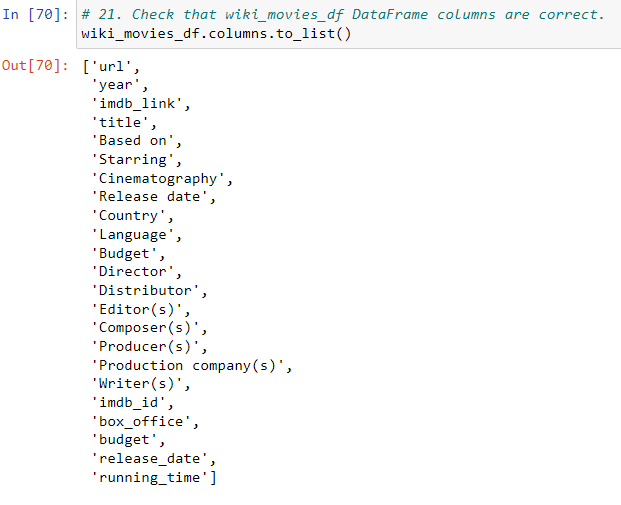 In [70]: # 21. Check that wiki_movies_df DataFrame columns are correct.
wiki_movies_df.columns.to_list()
Out[70]: ['url',
'year',
'imdb_link',
'title',
'Based on',
'Starring',
'Cinematography',
'Release date',
'Country',
'Language',
'Budget',
'Director',
'Distributor',
'Editor(s)',
'Composer(s)',
'Producer(s)',
'Production company(s)',
'Writer(s)',
'imdb_id',
'box_office',
'budget',
'release_date',
'running_time']